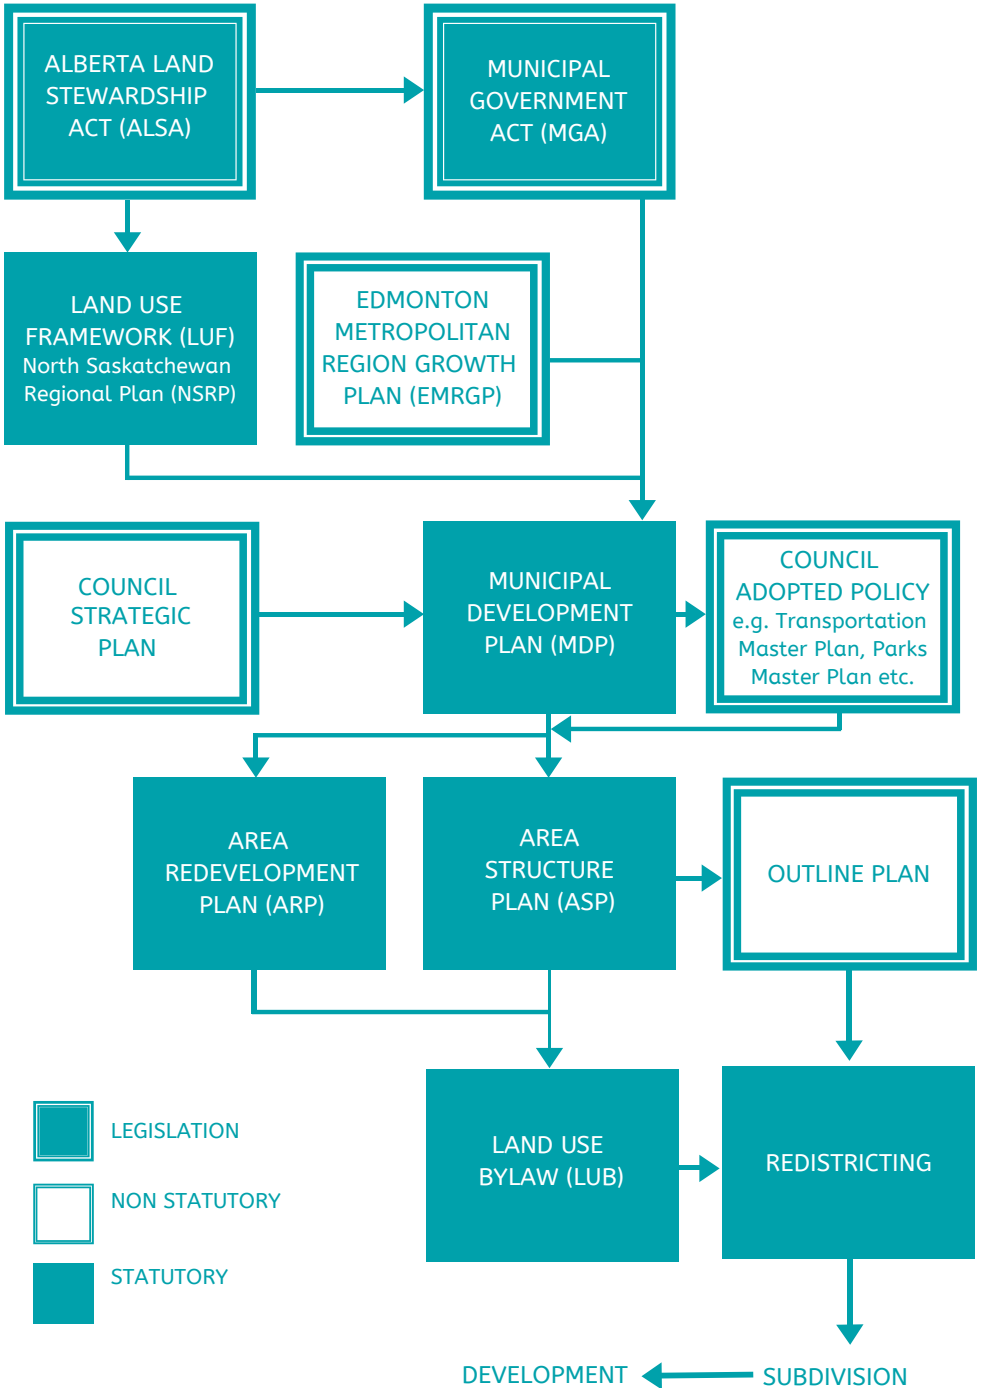 ALBERTA LAND
STEWARDSHIP
ACT (ALSA)
MUNICIPAL
GOVERNMENT
ACT (MGA)
LAND USE
FRAMEWORK (LUF)
North Saskatchewan
Regional Plan (NSRP)
EDMONTON
METROPOLITAN
REGION GROWTH
PLAN (EMRGP)
COUNCIL
STRATEGIC
PLAN
MUNICIPAL
DEVELOPMENT
PLAN (MDP)
COUNCIL
ADOPTED POLICY
e.g. Transportation
Master Plan, Parks
Master Plan etc.
AREA
REDEVELOPMENT
PLAN (ARP)
AREA
STRUCTURE
PLAN (ASP)
OUTLINE PLAN
LAND USE
BYLAW (LUB)
REDISTRICTING
LEGISLATION
NON STATUTORY
STATUTORY
DEVELOPMENT
SUBDIVISION